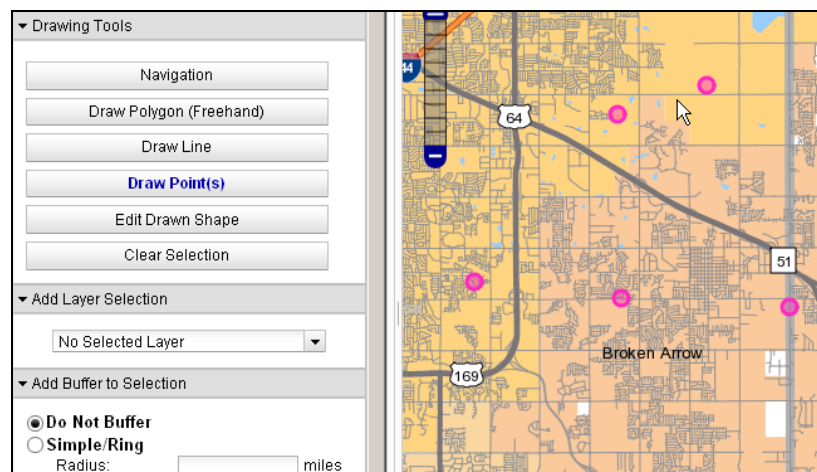 Drawing Tools
Navigation
Draw Polygon (Freehand)
Draw Line
Draw Point(s)
Edit Drawn Shape
Clear Selection
Add Layer Selection
No Selected Layer
Add Buffer to Selection
Do Not Buffer
Simple/Ring
Radius: miles
44
64
51
Broken Arrow
169